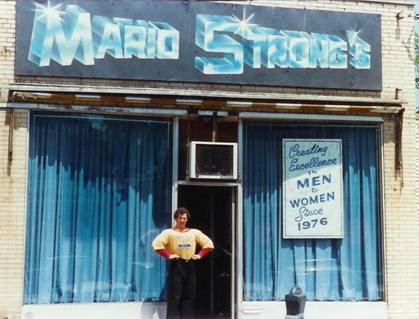 MARIO STRONG'S
Creating
Excellence
IN
MEN
&
WOMEN
Since
1976